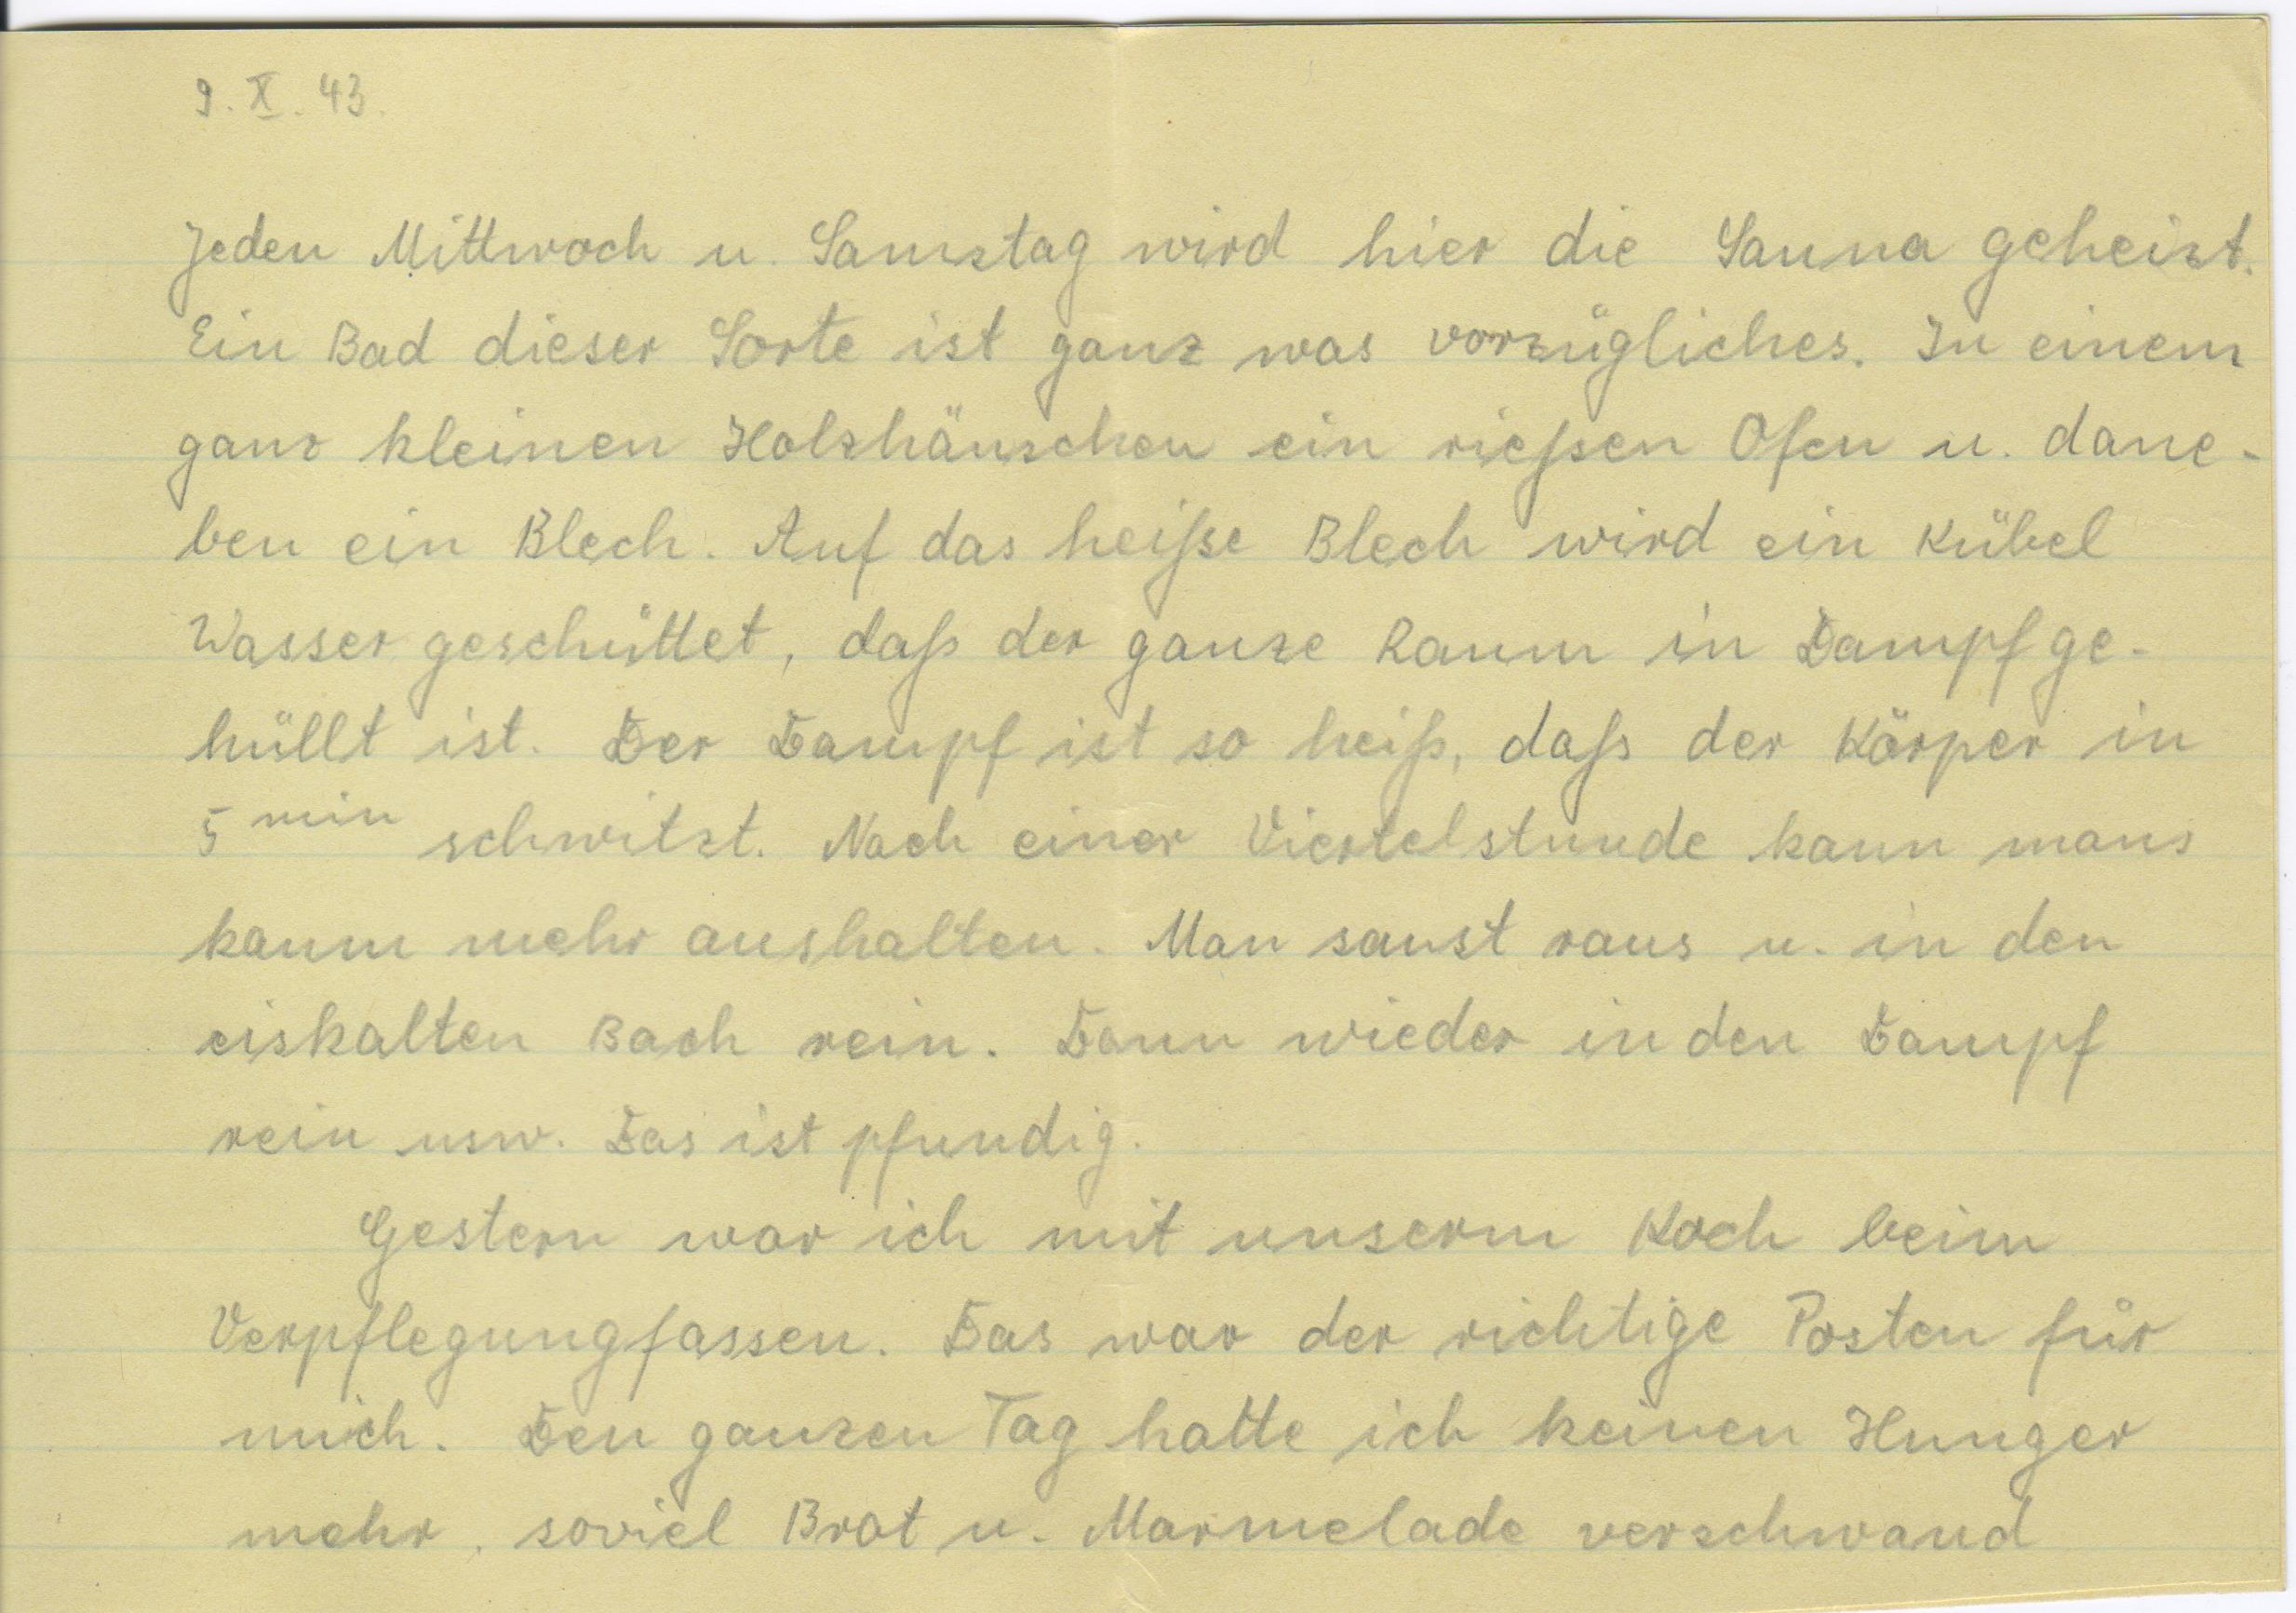 9. X. 43.
Jeden Mittwoch u. Samstag wird hier die Sauna geheizt.
Ein Bad dieser Sorte ist ganz was vorzügliches. In einem
ganz kleinen Holzhäuschen ein rießen Ofen u. dane-
ben ein Blech. Auf das heiße Blech wird ein Kübel
Wasser geschüttet, daß der ganze Raum in Dampf ge-
hüllt ist. Der Dampf ist so heiß, daß der Körper in
5 min schwitzt. Nach einer Viertelstunde kann mans
kaum mehr aushalten. Man saust raus u. in den
eiskalten Bach rein. Dann wieder in den Dampf
rein usw. Das ist pfundig.
Gestern war ich mit unserm Koch beim
Verpflegungfassen. Das war der richtige Posten für
mich. Den ganzen Tag hatte ich keinen Hunger
mehr, soviel Brot u. Marmelade verschwand